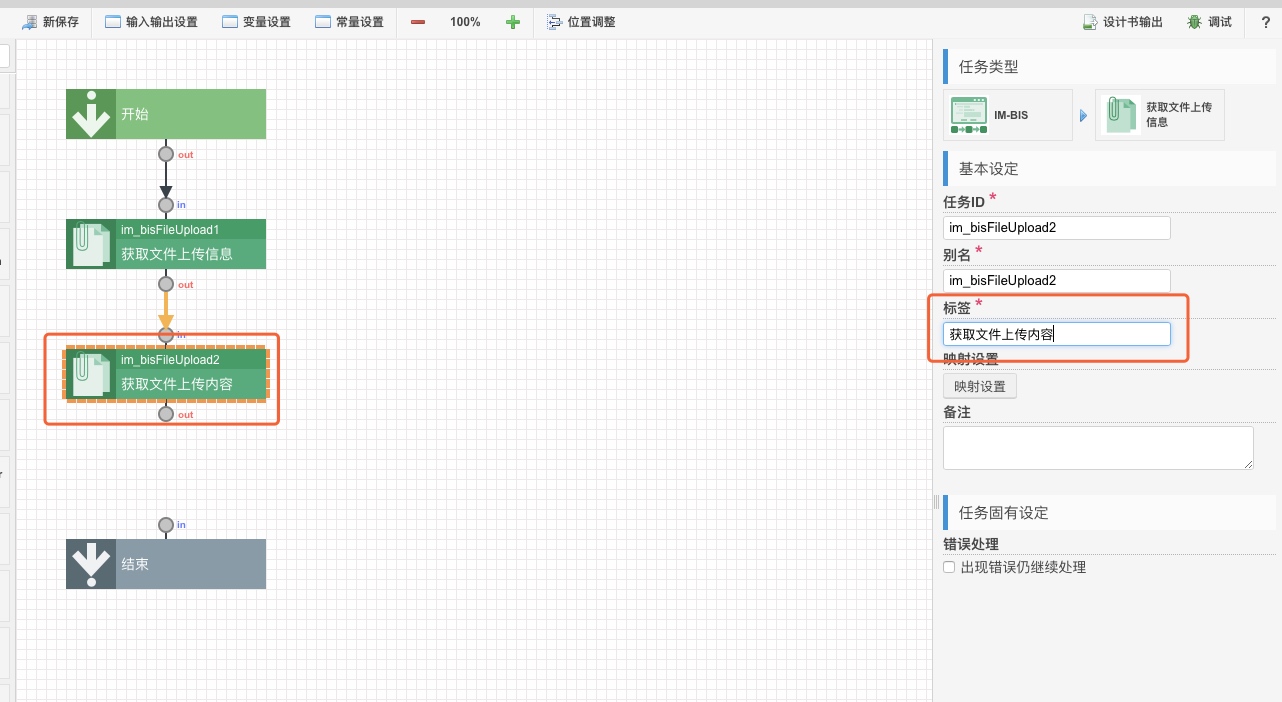 新保存
输入输出设置
变量设置
常量设置
100%
位置调整
设计书输出
调试
?
开始
out
in
im_bisFileUpload1
获取文件上传信息
out
in
im_bisFileUpload2
获取文件上传内容
out
in
结束
任务类型
IM-BIS
获取文件上传
信息
基本设定
任务ID *
im_bisFileUpload2
别名 *
im_bisFileUpload2
标签 *
获取文件上传内容
映射设置
映射设置
备注
任务固有设定
错误处理
出现错误仍继续处理